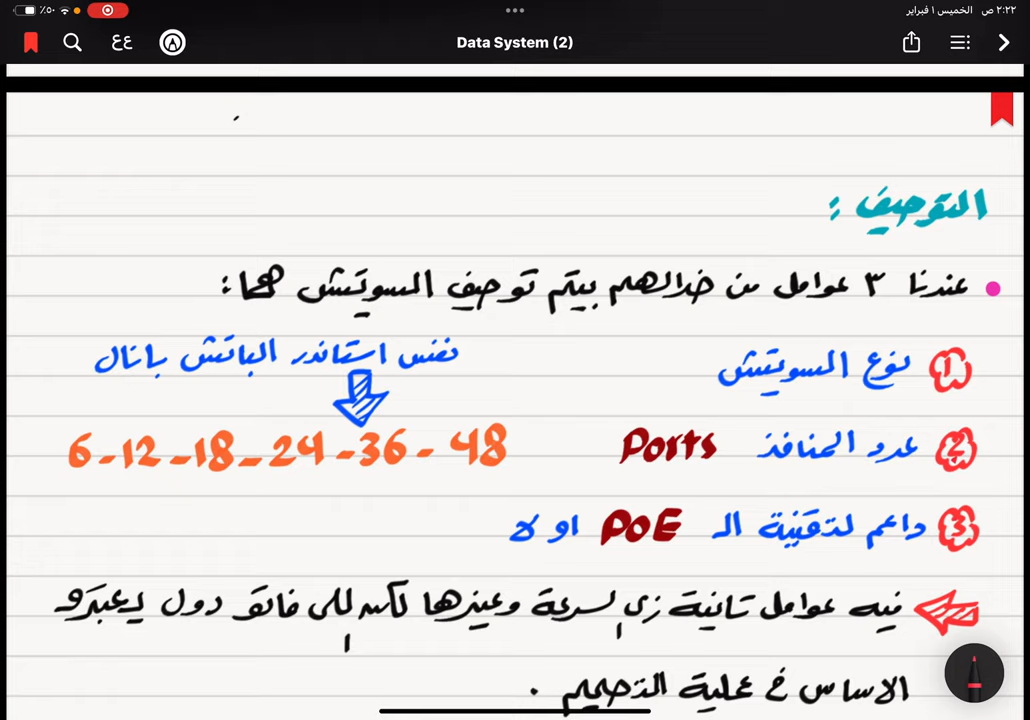 ٢:٢٢ ص الخميس ١ فبراير
٪٥٠
Data System (2)
التوصيف :
عندنا ٣ عوامل من خلالهم بيتم توصيف السويتش هما :
1 نوع السويتش
نفس استاندر الباتش بانال
2 عدد المنافذ Ports 6 - 12 - 18 - 24 - 36 - 48
3 داعم لتقنية الـ PoE او لا
فيه عوامل تانية زي السرعة وغيرها لكن اللى فاتو دول يعتبرو
الاساس في عملية التصميم .